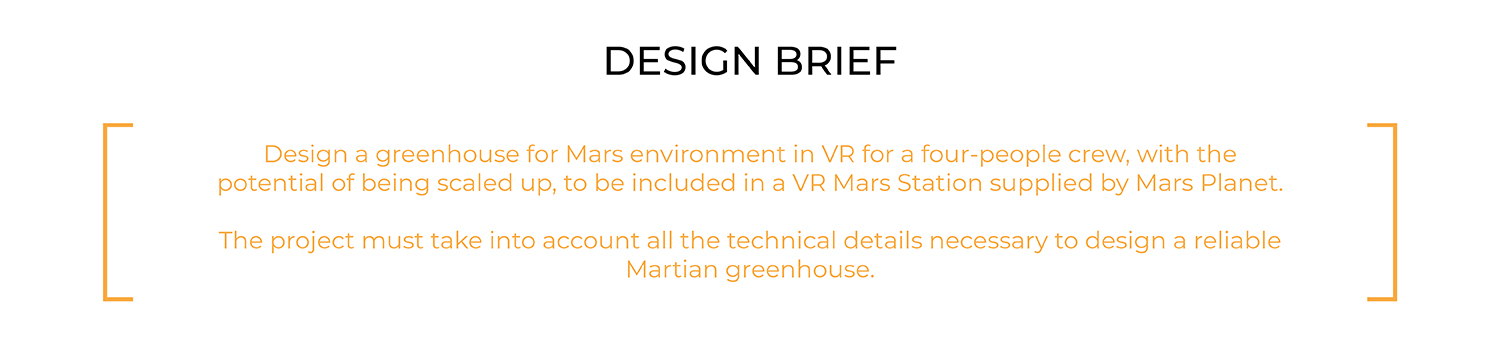 DESIGN BRIEF
Design a greenhouse for Mars environment in VR for a four-people crew, with the
potential of being scaled up, to be included in a VR Mars Station supplied by Mars Planet.
The project must take into account all the technical details necessary to design a reliable
Martian greenhouse.